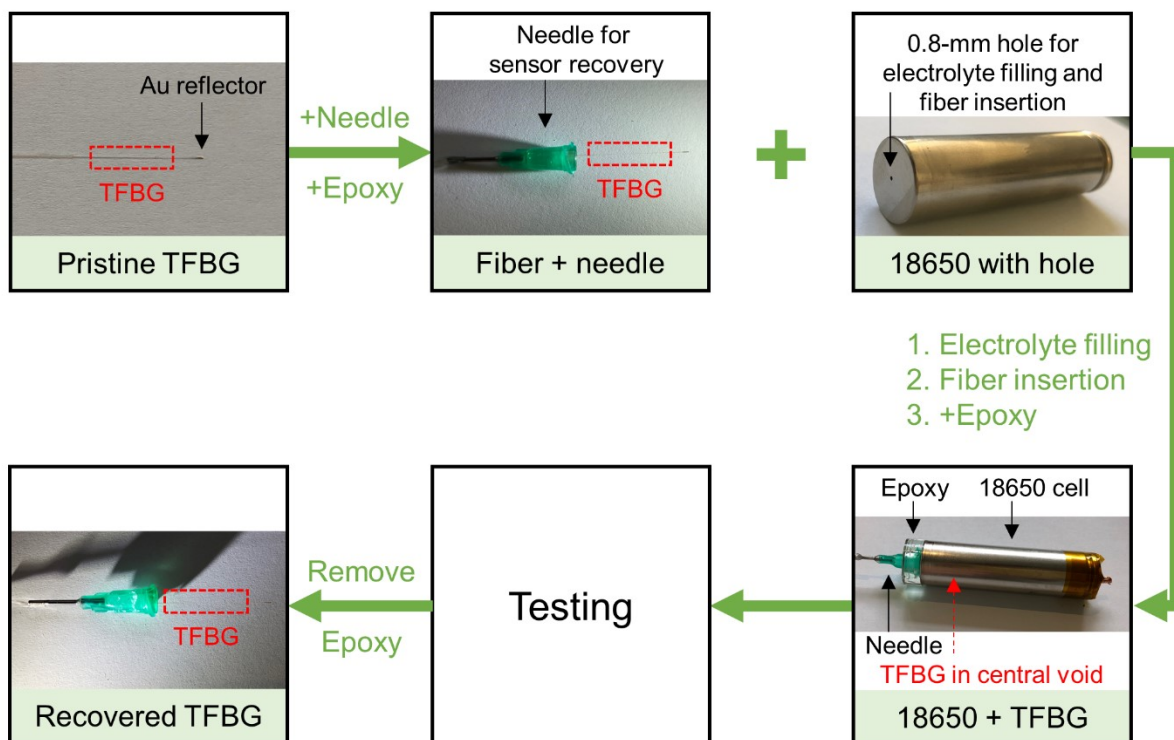 Au reflector
TFBG
Pristine TFBG
+Needle
+Epoxy
Needle for
sensor recovery
TFBG
Fiber + needle
+
0.8-mm hole for
electrolyte filling and
fiber insertion
18650 with hole
1. Electrolyte filling
2. Fiber insertion
3. +Epoxy
Epoxy
18650 cell
Needle
TFBG in central void
18650 + TFBG
Testing
Remove
Epoxy
TFBG
Recovered TFBG